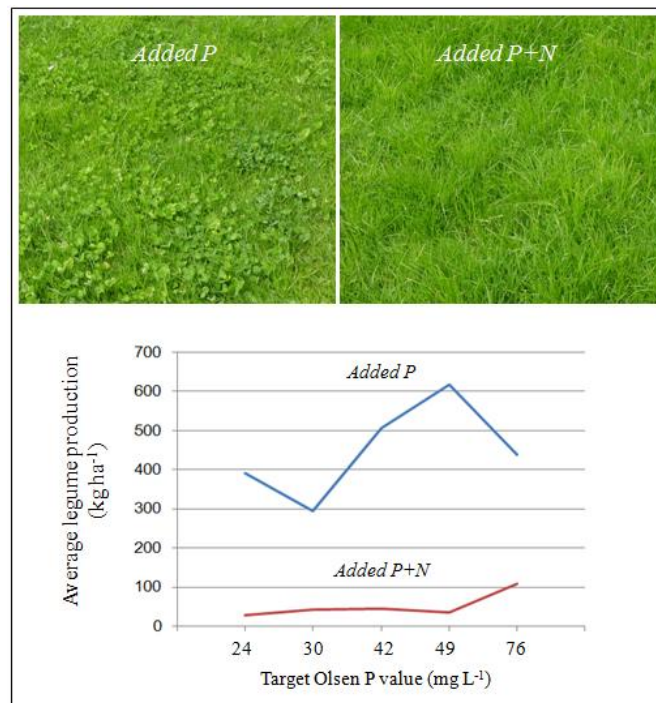 Added P
Added P+N
700
600
500
400
300
200
100
0
Average legume production
(kg ha⁻¹)
Added P
Added P+N
24 30 42 49 76
Target Olsen P value (mg L⁻¹)